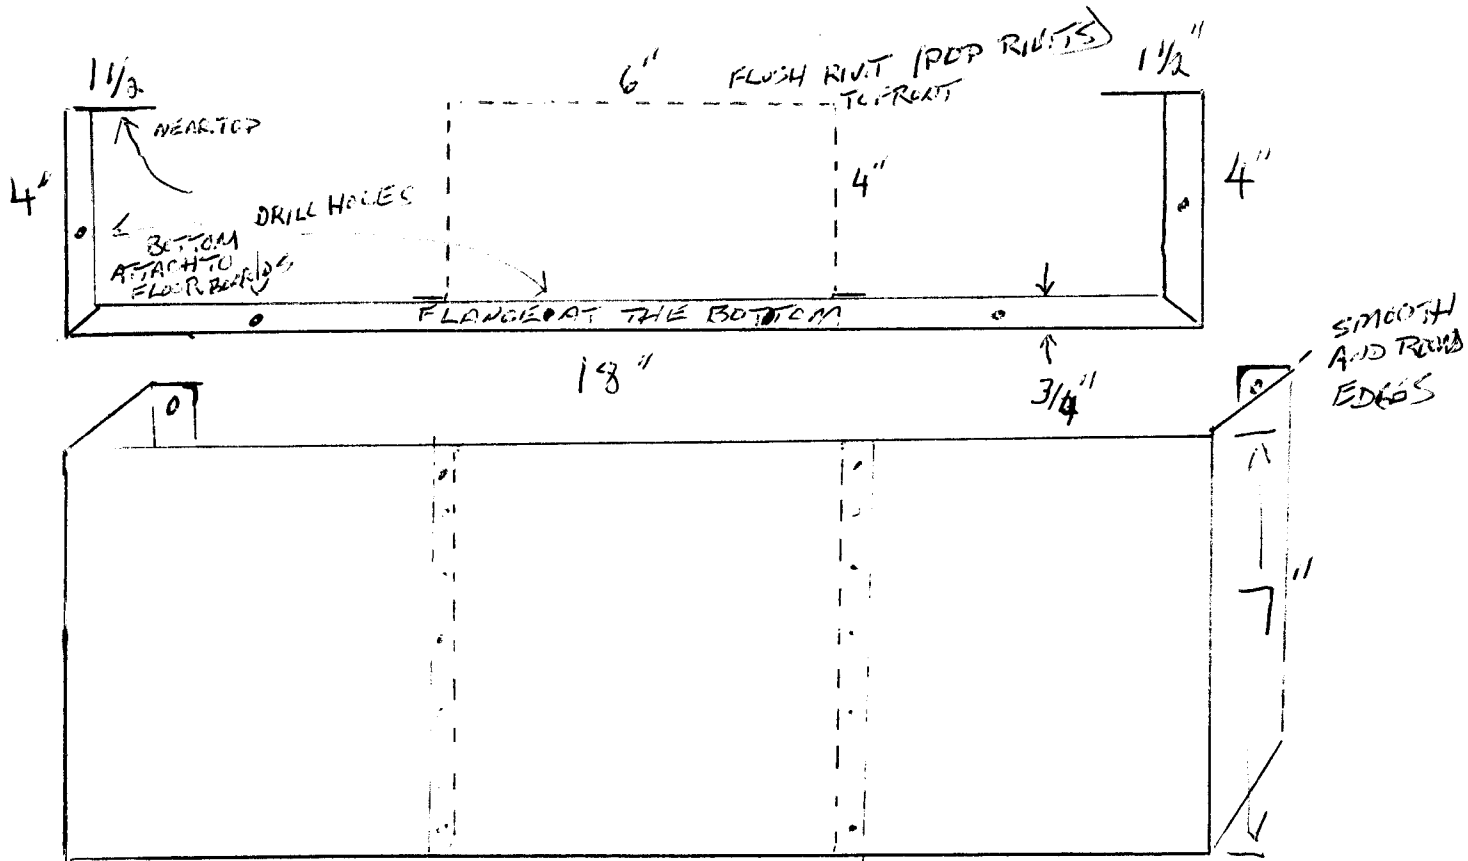 1 1/2
6"
FLUSH RIVIT (POP RIVITS)
TO FRONT
1 1/2"
NEAR TOP
4"
4"
4"
DRILL HOLES
BOTTOM
ATTACH TO
FLOOR BOARDS
FLANGE AT THE BOTTOM
18"
3/4"
SMOOTH
AND ROUND
EDGES
7"